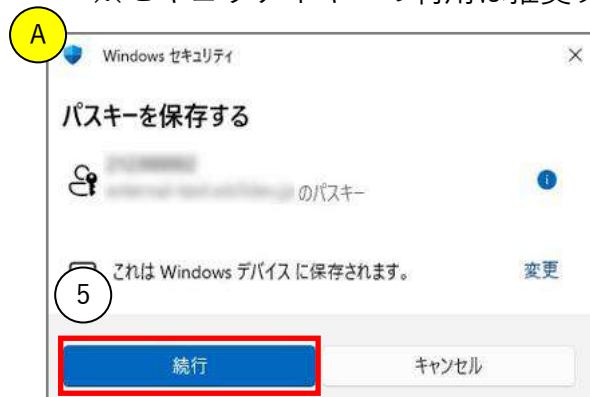 A
Windows セキュリティ
パスキーを保存する
のパスキー
これは Windows デバイス に保存されます。 変更
5
続行 キャンセル